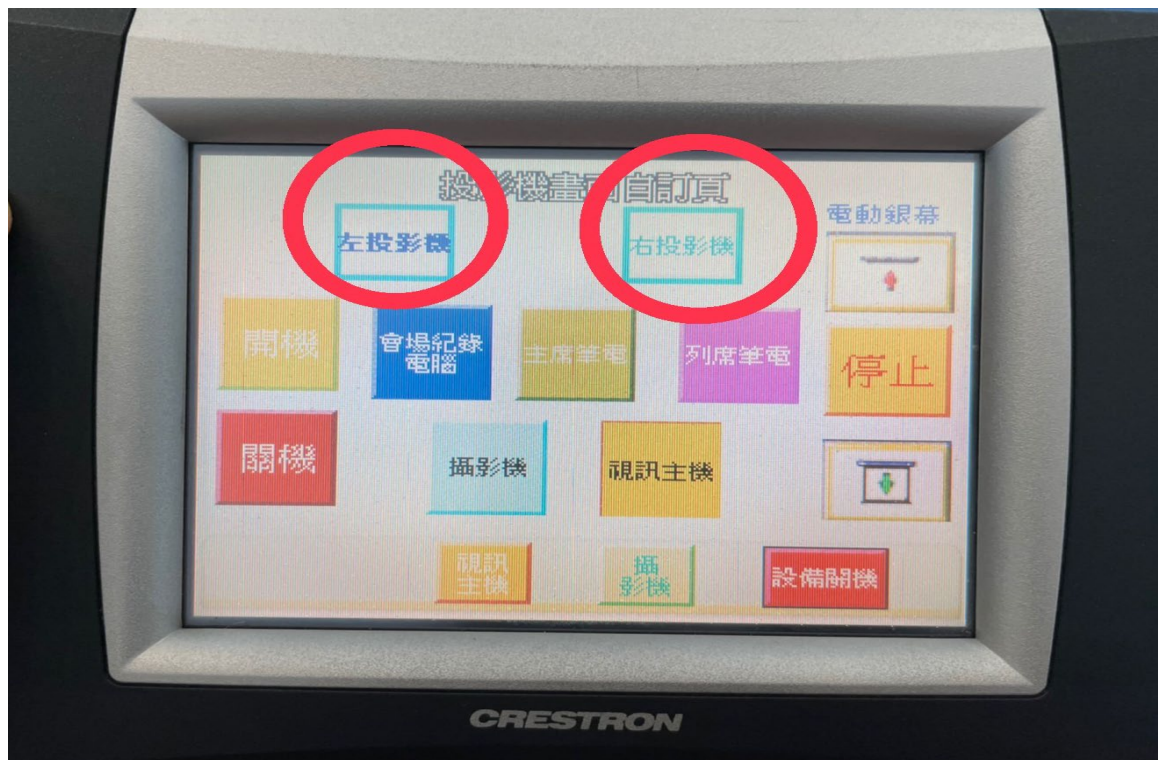 投影機畫面自訂頁
左投影機
右投影機
電動銀幕
開機
會場紀錄
電腦
主席筆電
列席筆電
停止
關機
攝影機
視訊主機
視訊
主機
攝
影機
設備關機
CRESTRON